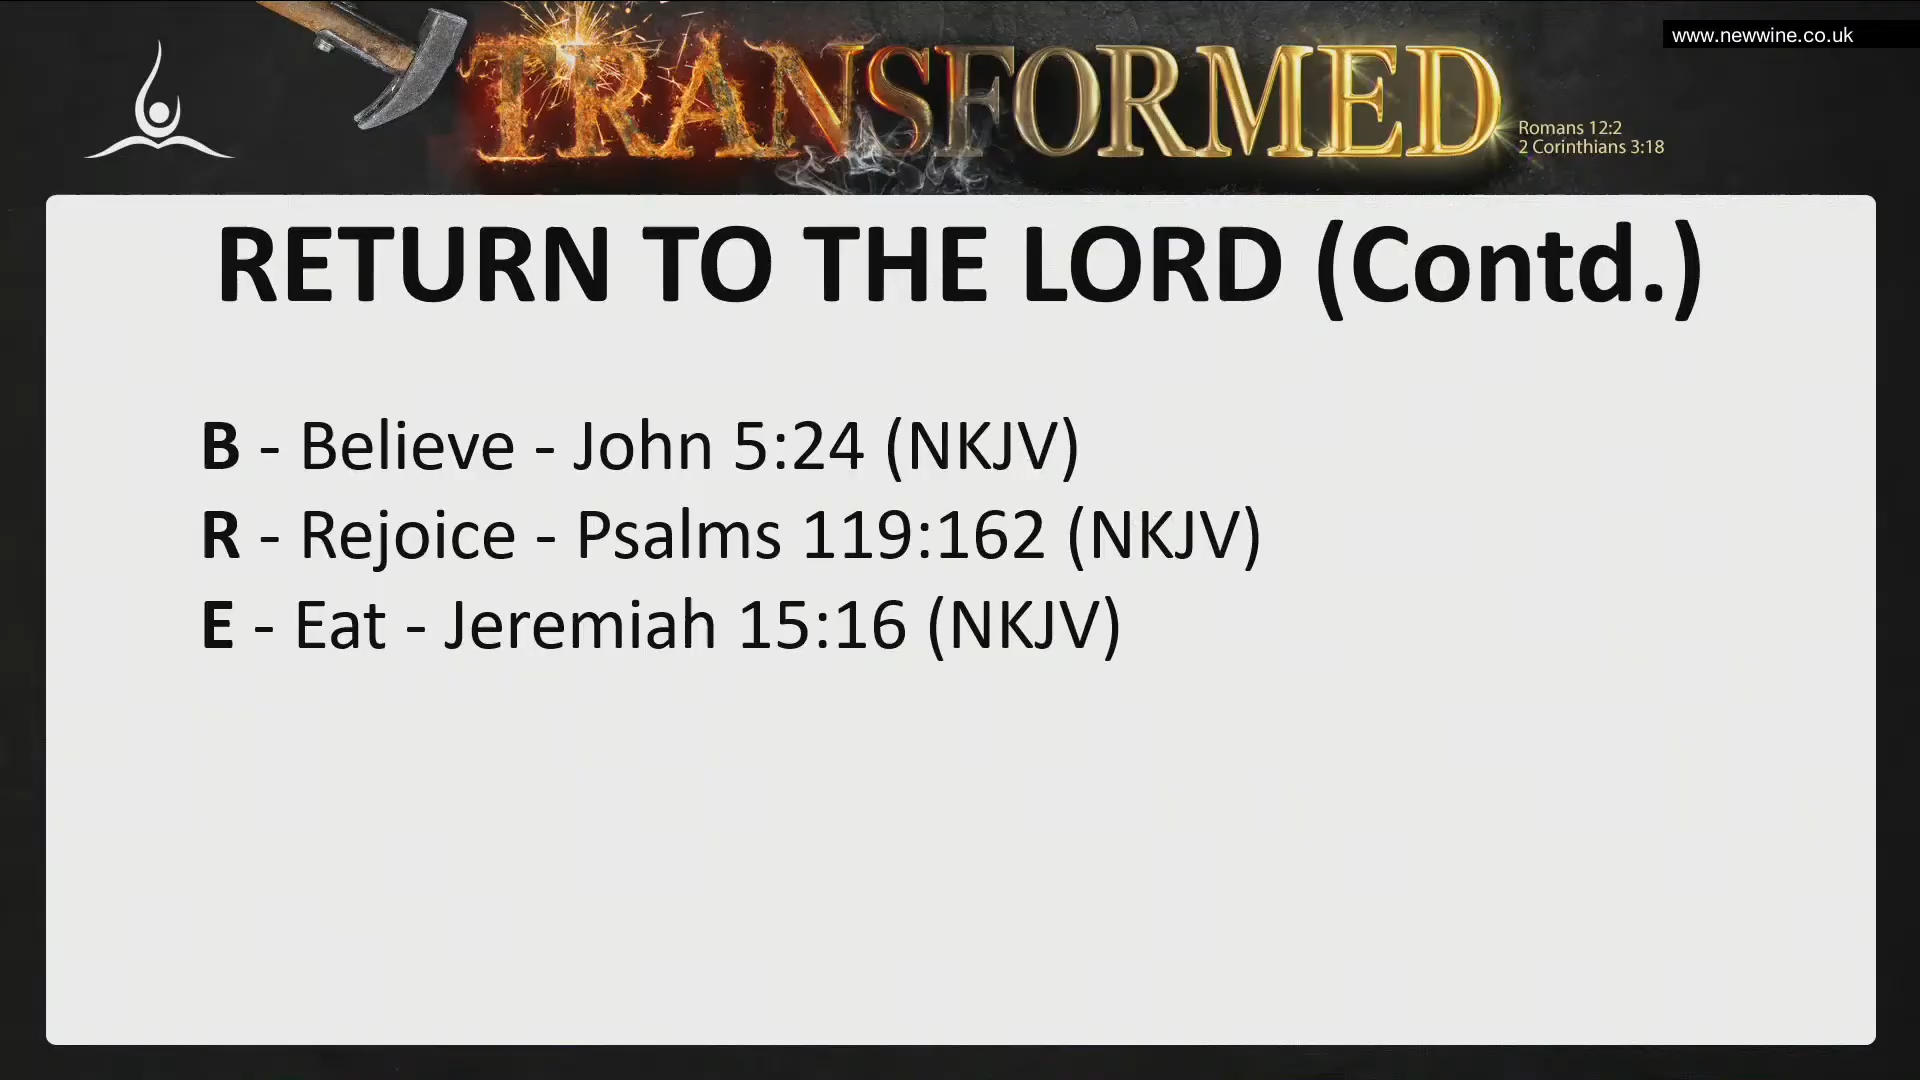 www.newwine.co.uk
TRANSFORMED
Romans 12:2
2 Corinthians 3:18
RETURN TO THE LORD (Contd.)
B - Believe - John 5:24 (NKJV)
R - Rejoice - Psalms 119:162 (NKJV)
E - Eat - Jeremiah 15:16 (NKJV)